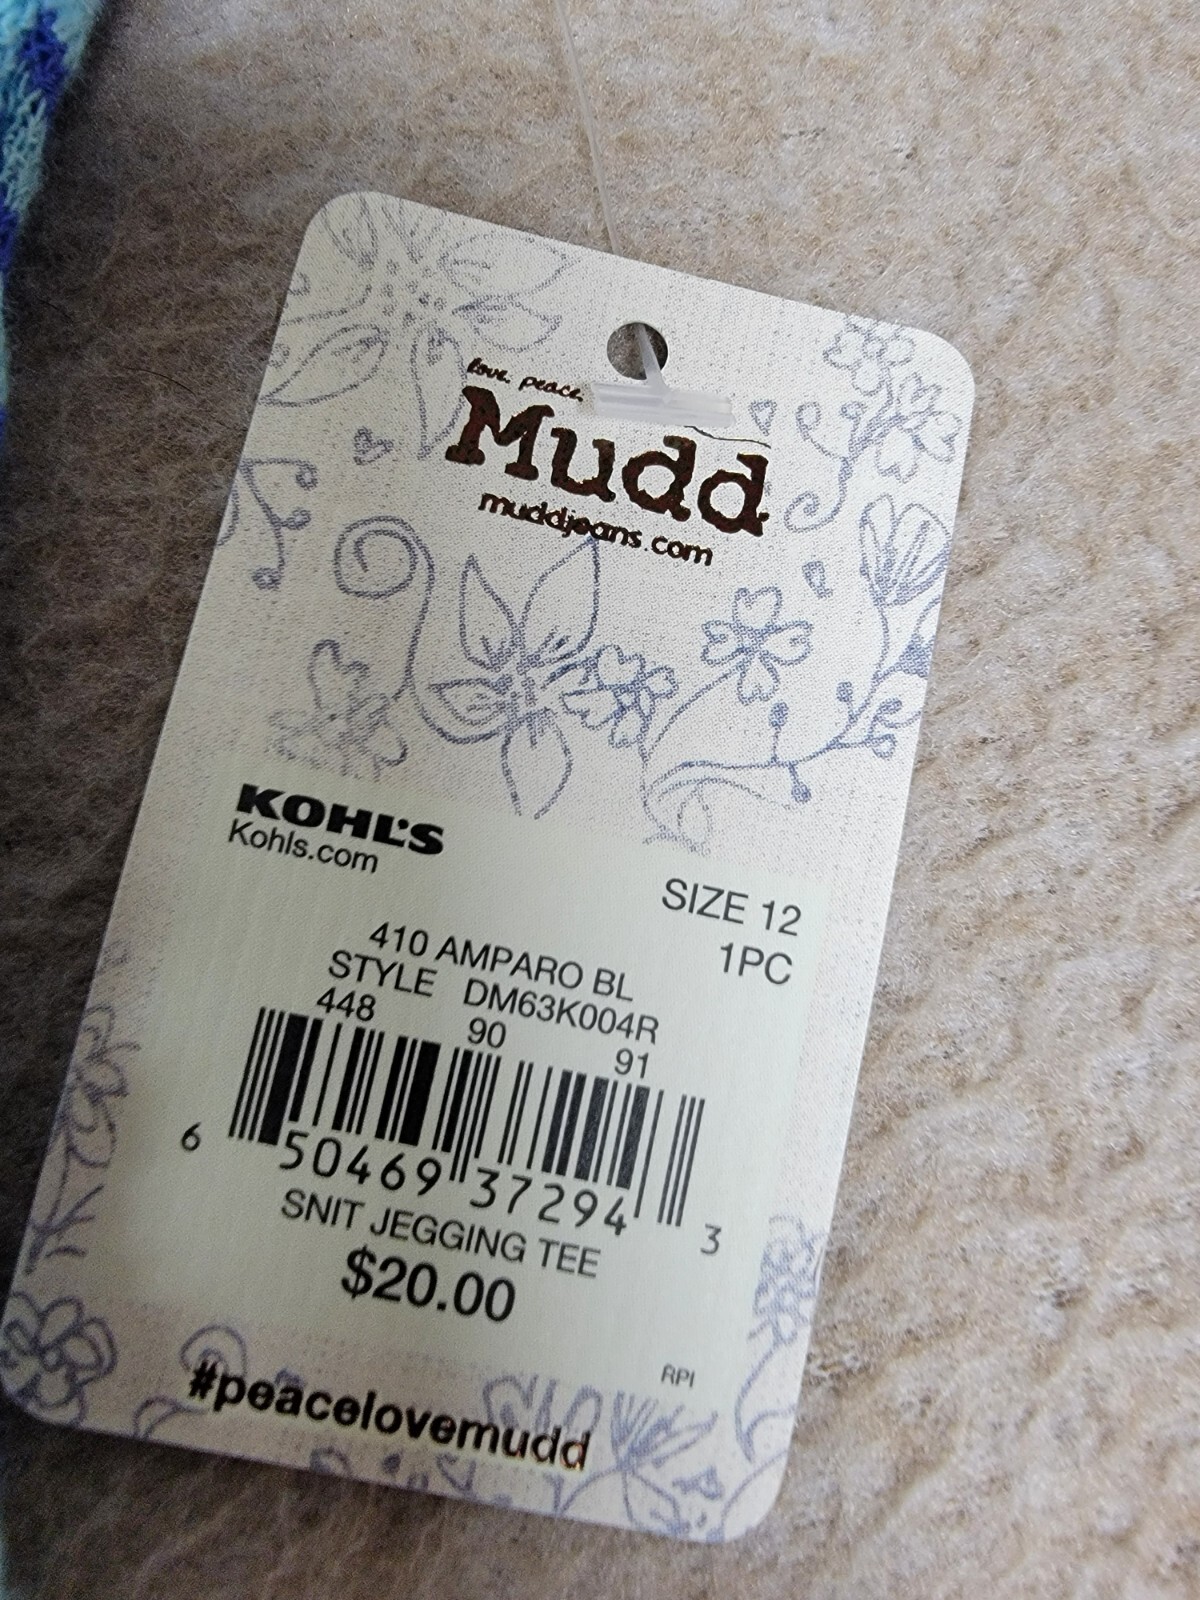 love. peace.
Mudd
muddjeans.com
KOHL'S
Kohls.com
SIZE 12
1PC
410 AMPARO BL
STYLE DM63K004R
448 90 91
6 50469 37294 3
SNIT JEGGING TEE
$20.00
RPI
#peacelovemudd